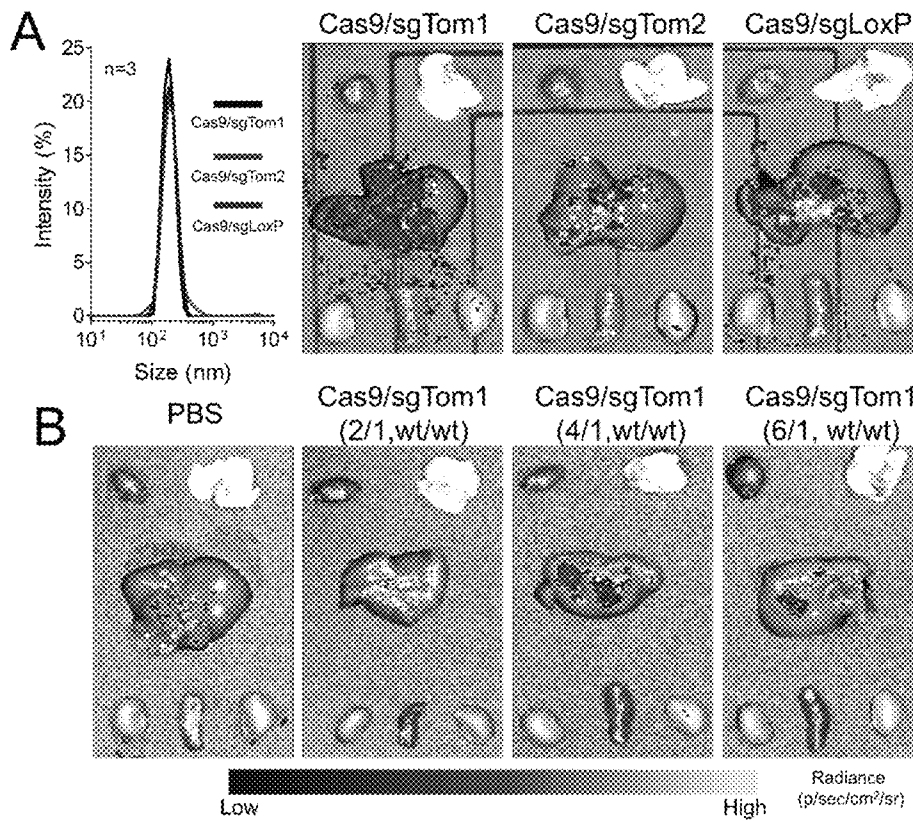 A
Cas9/sgTom1
Cas9/sgTom2
Cas9/sgLoxP
n=3
25
20
15
10
5
0
Intensity (%)
Cas9/sgTom1
Cas9/sgTom2
Cas9/sgLoxP
10¹
10²
10³
10⁴
Size (nm)
B
PBS
Cas9/sgTom1
(2/1,wt/wt)
Cas9/sgTom1
(4/1,wt/wt)
Cas9/sgTom1
(6/1, wt/wt)
Low
High
Radiance
(p/sec/cm²/sr)